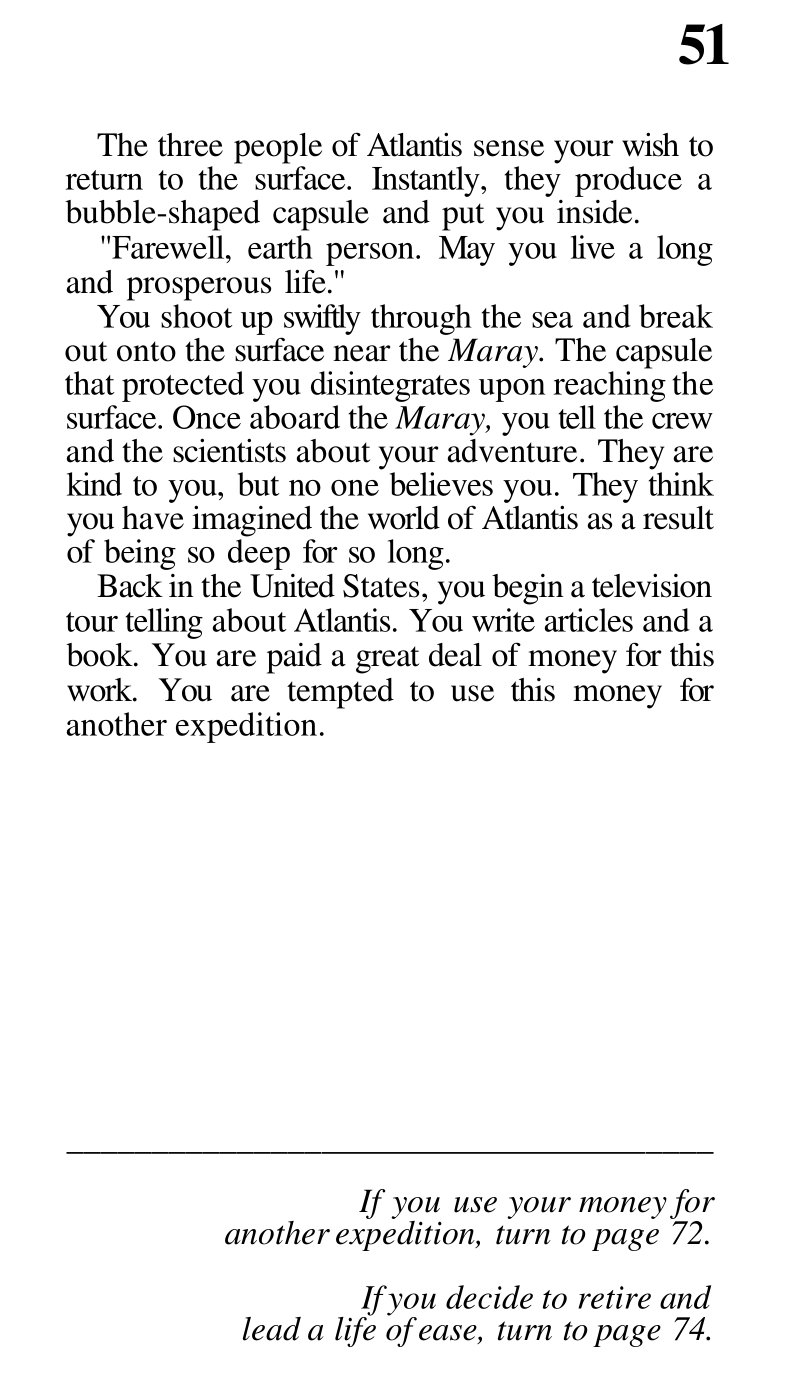 51
The three people of Atlantis sense your wish to
return to the surface. Instantly, they produce a
bubble-shaped capsule and put you inside.
"Farewell, earth person. May you live a long
and prosperous life."
You shoot up swiftly through the sea and break
out onto the surface near the Maray. The capsule
that protected you disintegrates upon reaching the
surface. Once aboard the Maray, you tell the crew
and the scientists about your adventure. They are
kind to you, but no one believes you. They think
you have imagined the world of Atlantis as a result
of being so deep for so long.
Back in the United States, you begin a television
tour telling about Atlantis. You write articles and a
book. You are paid a great deal of money for this
work. You are tempted to use this money for
another expedition.
If you use your money for
another expedition, turn to page 72.
If you decide to retire and
lead a life of ease, turn to page 74.